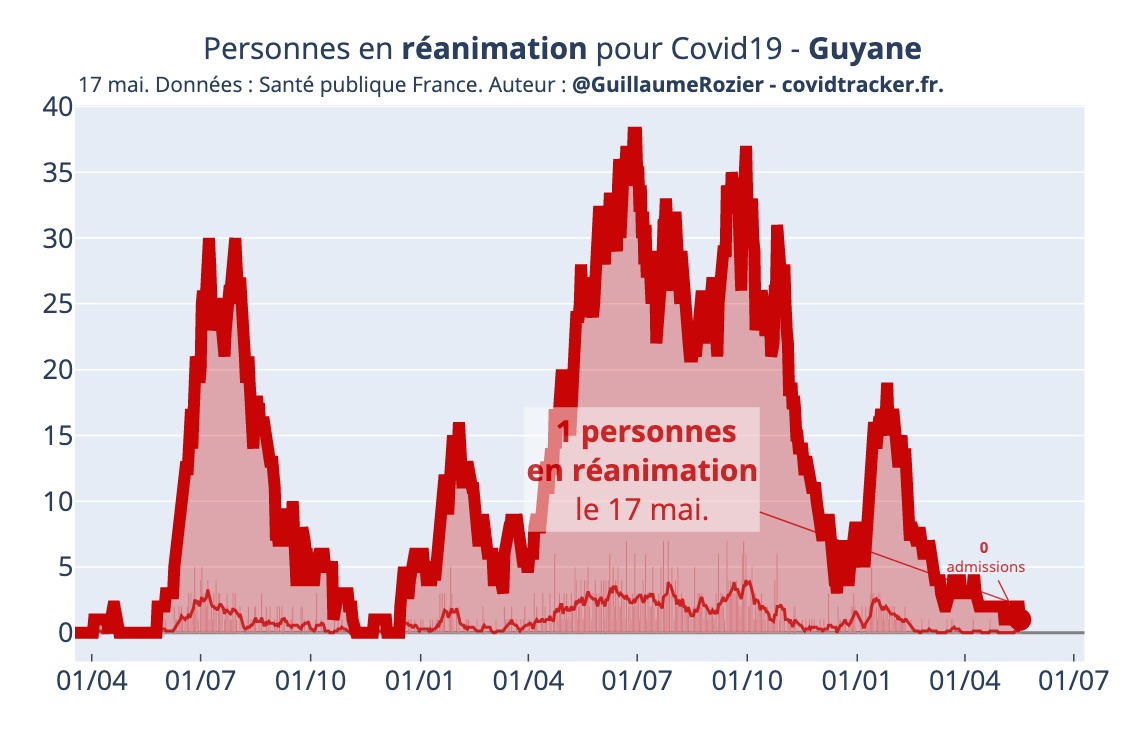 Personnes en réanimation pour Covid19 - Guyane
17 mai. Données : Santé publique France. Auteur : @GuillaumeRozier - covidtracker.fr.
40
35
30
25
20
15
10
5
0
1 personnes
en réanimation
le 17 mai.
0
admissions
01/04 01/07 01/10 01/01 01/04 01/07 01/10 01/01 01/04 01/07